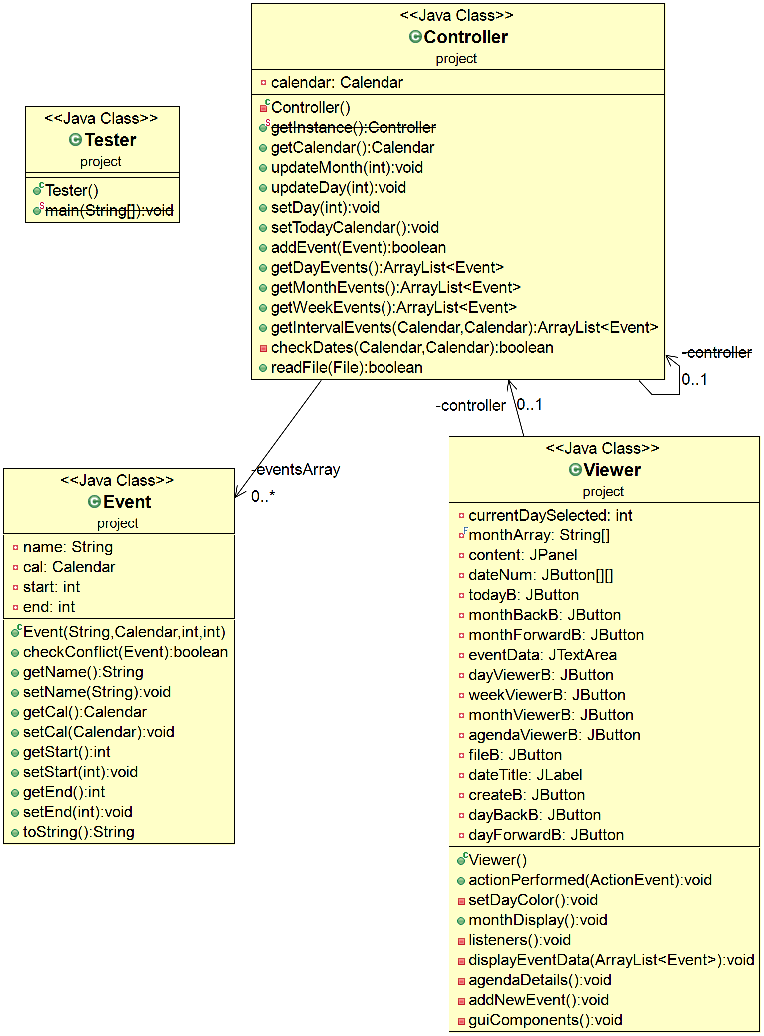 <<Java Class>>
Controller
project
calendar: Calendar
Controller()
getInstance():Controller
getCalendar():Calendar
updateMonth(int):void
updateDay(int):void
setDay(int):void
setTodayCalendar():void
addEvent(Event):boolean
getDayEvents():ArrayList<Event>
getMonthEvents():ArrayList<Event>
getWeekEvents():ArrayList<Event>
getIntervalEvents(Calendar,Calendar):ArrayList<Event>
checkDates(Calendar,Calendar):boolean
readFile(File):boolean
<<Java Class>>
Tester
project
Tester()
main(String[]):void
-controller
0..1
-controller
0..1
-eventsArray
0..*
<<Java Class>>
Event
project
name: String
cal: Calendar
start: int
end: int
Event(String,Calendar,int,int)
checkConflict(Event):boolean
getName():String
setName(String):void
getCal():Calendar
setCal(Calendar):void
getStart():int
setStart(int):void
getEnd():int
setEnd(int):void
toString():String
<<Java Class>>
Viewer
project
currentDaySelected: int
monthArray: String[]
content: JPanel
dateNum: JButton[][]
todayB: JButton
monthBackB: JButton
monthForwardB: JButton
eventData: JTextArea
dayViewerB: JButton
weekViewerB: JButton
monthViewerB: JButton
agendaViewerB: JButton
fileB: JButton
dateTitle: JLabel
createB: JButton
dayBackB: JButton
dayForwardB: JButton
Viewer()
actionPerformed(ActionEvent):void
setDayColor():void
monthDisplay():void
listeners():void
displayEventData(ArrayList<Event>):void
agendaDetails():void
addNewEvent():void
guiComponents():void